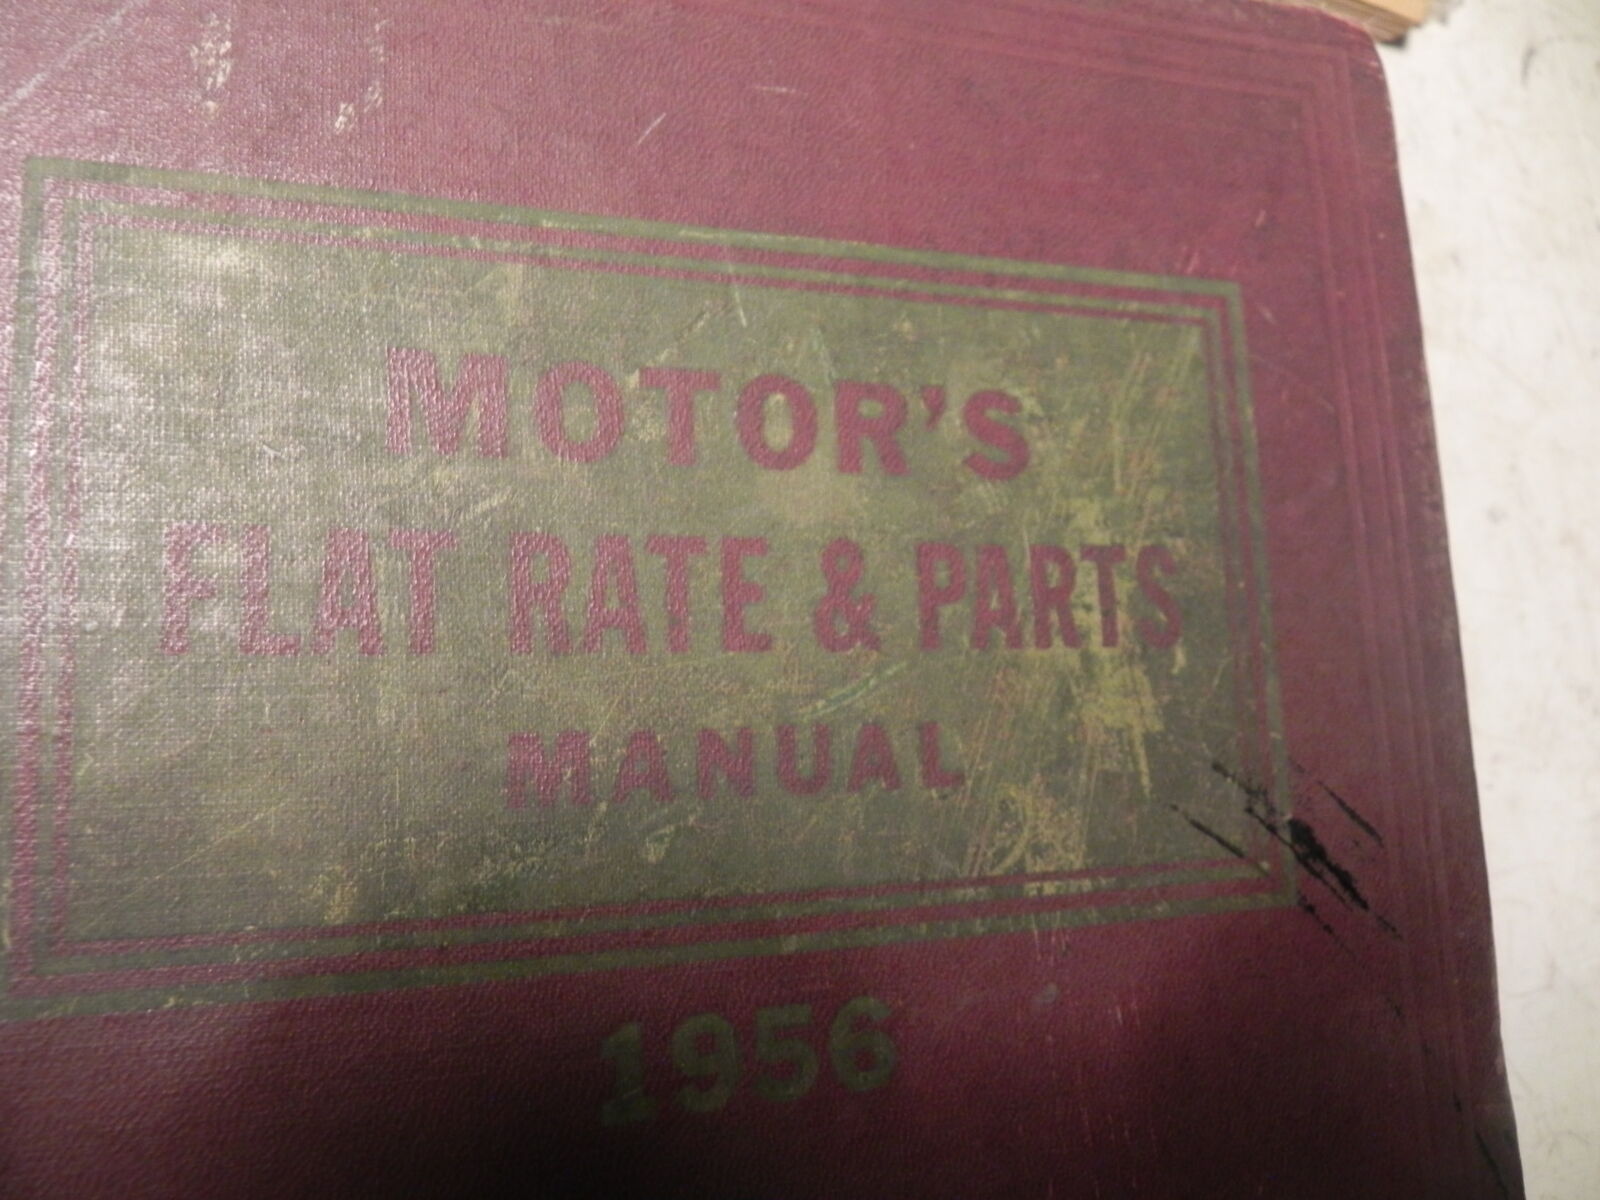 MOTOR'S
FLAT RATE & PARTS
MANUAL
1956